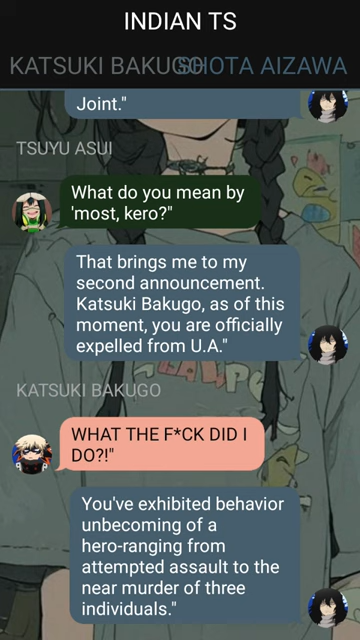 INDIAN TS
KATSUKI BAKUGO SHOTA AIZAWA
Joint."
TSUYU ASUI
What do you mean by
'most, kero?"
That brings me to my
second announcement.
Katsuki Bakugo, as of this
moment, you are officially
expelled from U.A."
KATSUKI BAKUGO
WHAT THE F*CK DID I
DO?!"
You've exhibited behavior
unbecoming of a
hero-ranging from
attempted assault to the
near murder of three
individuals."